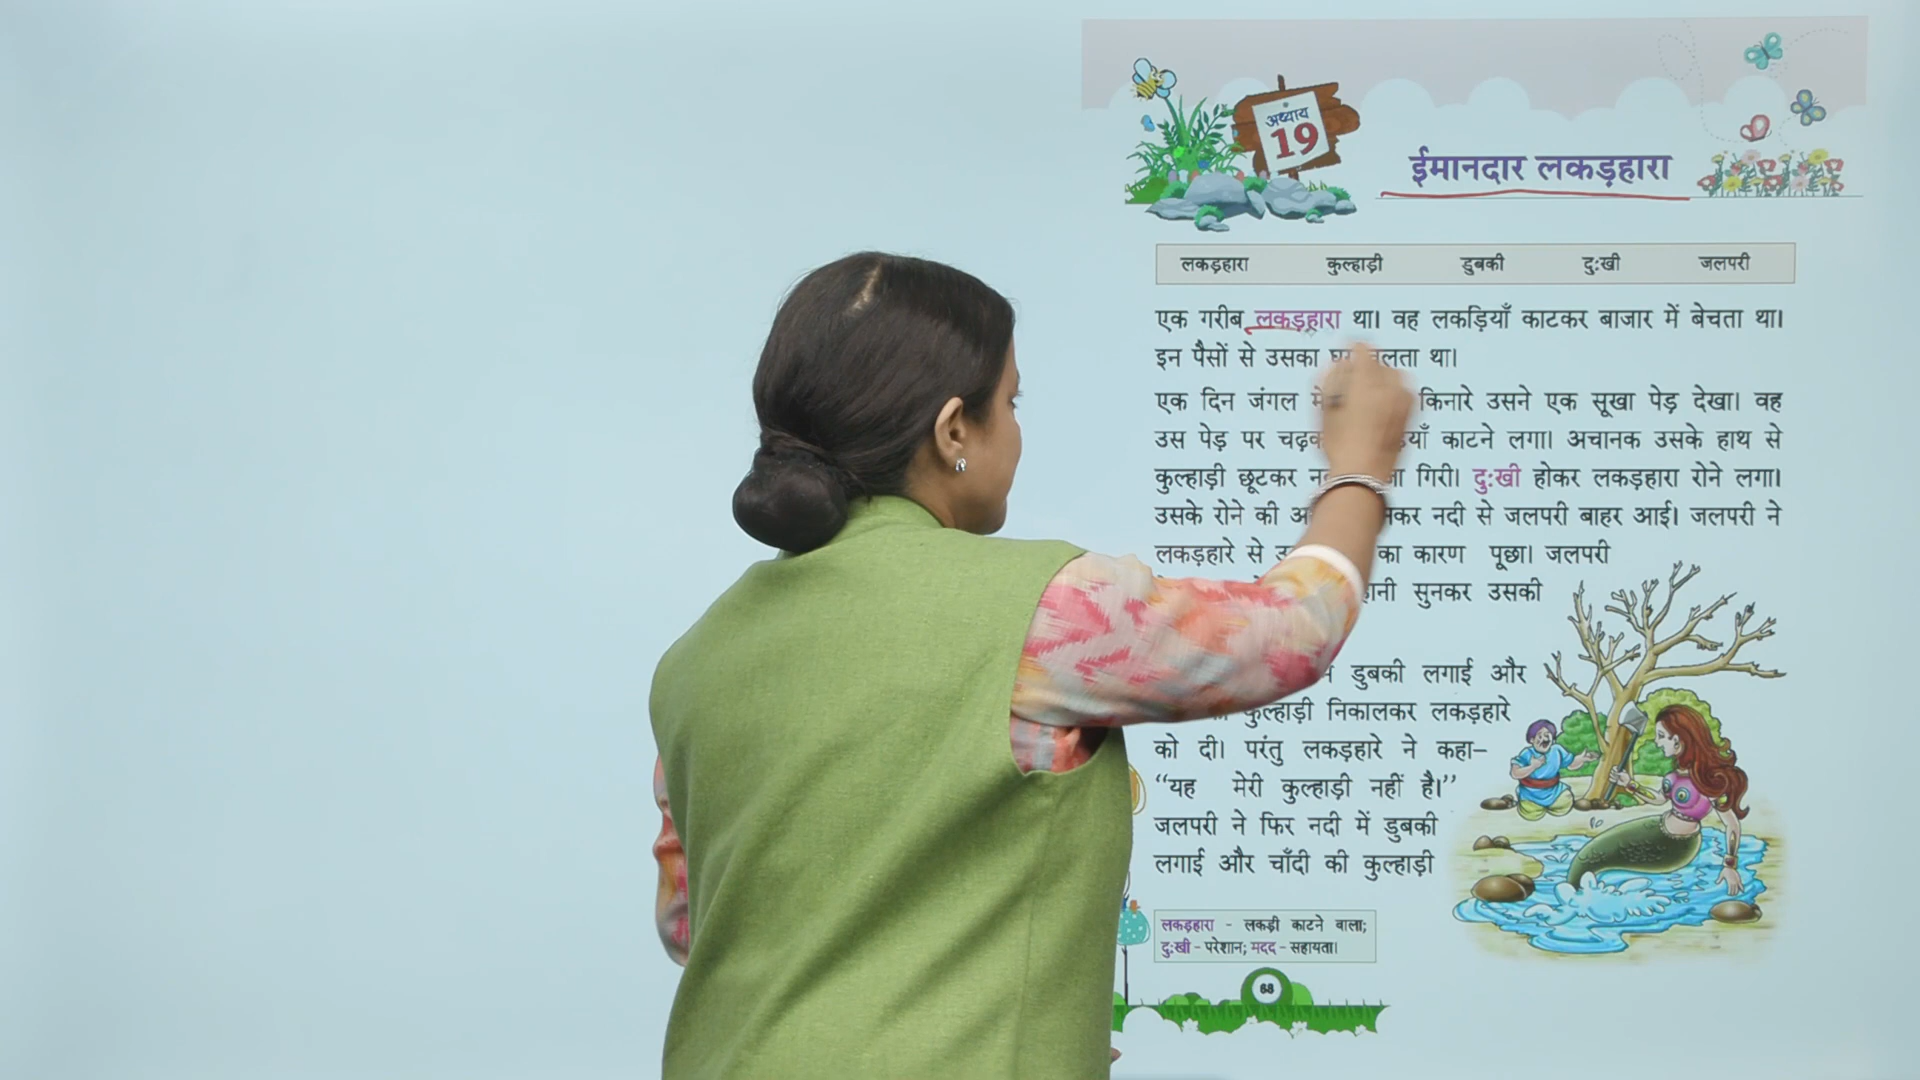 अध्याय
19
ईमानदार लकड़हारा
लकड़हारा कुल्हाड़ी डुबकी दुःखी जलपरी
एक गरीब लकड़हारा था। वह लकड़ियाँ काटकर बाजार में बेचता था।
इन पैसों से उसका था।
एक दिन जंगल किनारे उसने एक सूखा पेड़ देखा। वह
उस पेड़ पर काटने लगा। अचानक उसके हाथ से
कुल्हाड़ी छूटकर गिरी। दुःखी होकर लकड़हारा रोने लगा।
उसके रोने की नदी से जलपरी बाहर आई। जलपरी ने
लकड़हारे से का कारण पूछा। जलपरी
सुनकर उसकी
डुबकी लगाई और
कुल्हाड़ी निकालकर लकड़हारे
को दी। परंतु लकड़हारे ने कहा–
“यह मेरी कुल्हाड़ी नहीं है।”
जलपरी ने फिर नदी में डुबकी
लगाई और चाँदी की कुल्हाड़ी
लकड़हारा - लकड़ी काटने वाला;
दुःखी - परेशान; मदद - सहायता।
68